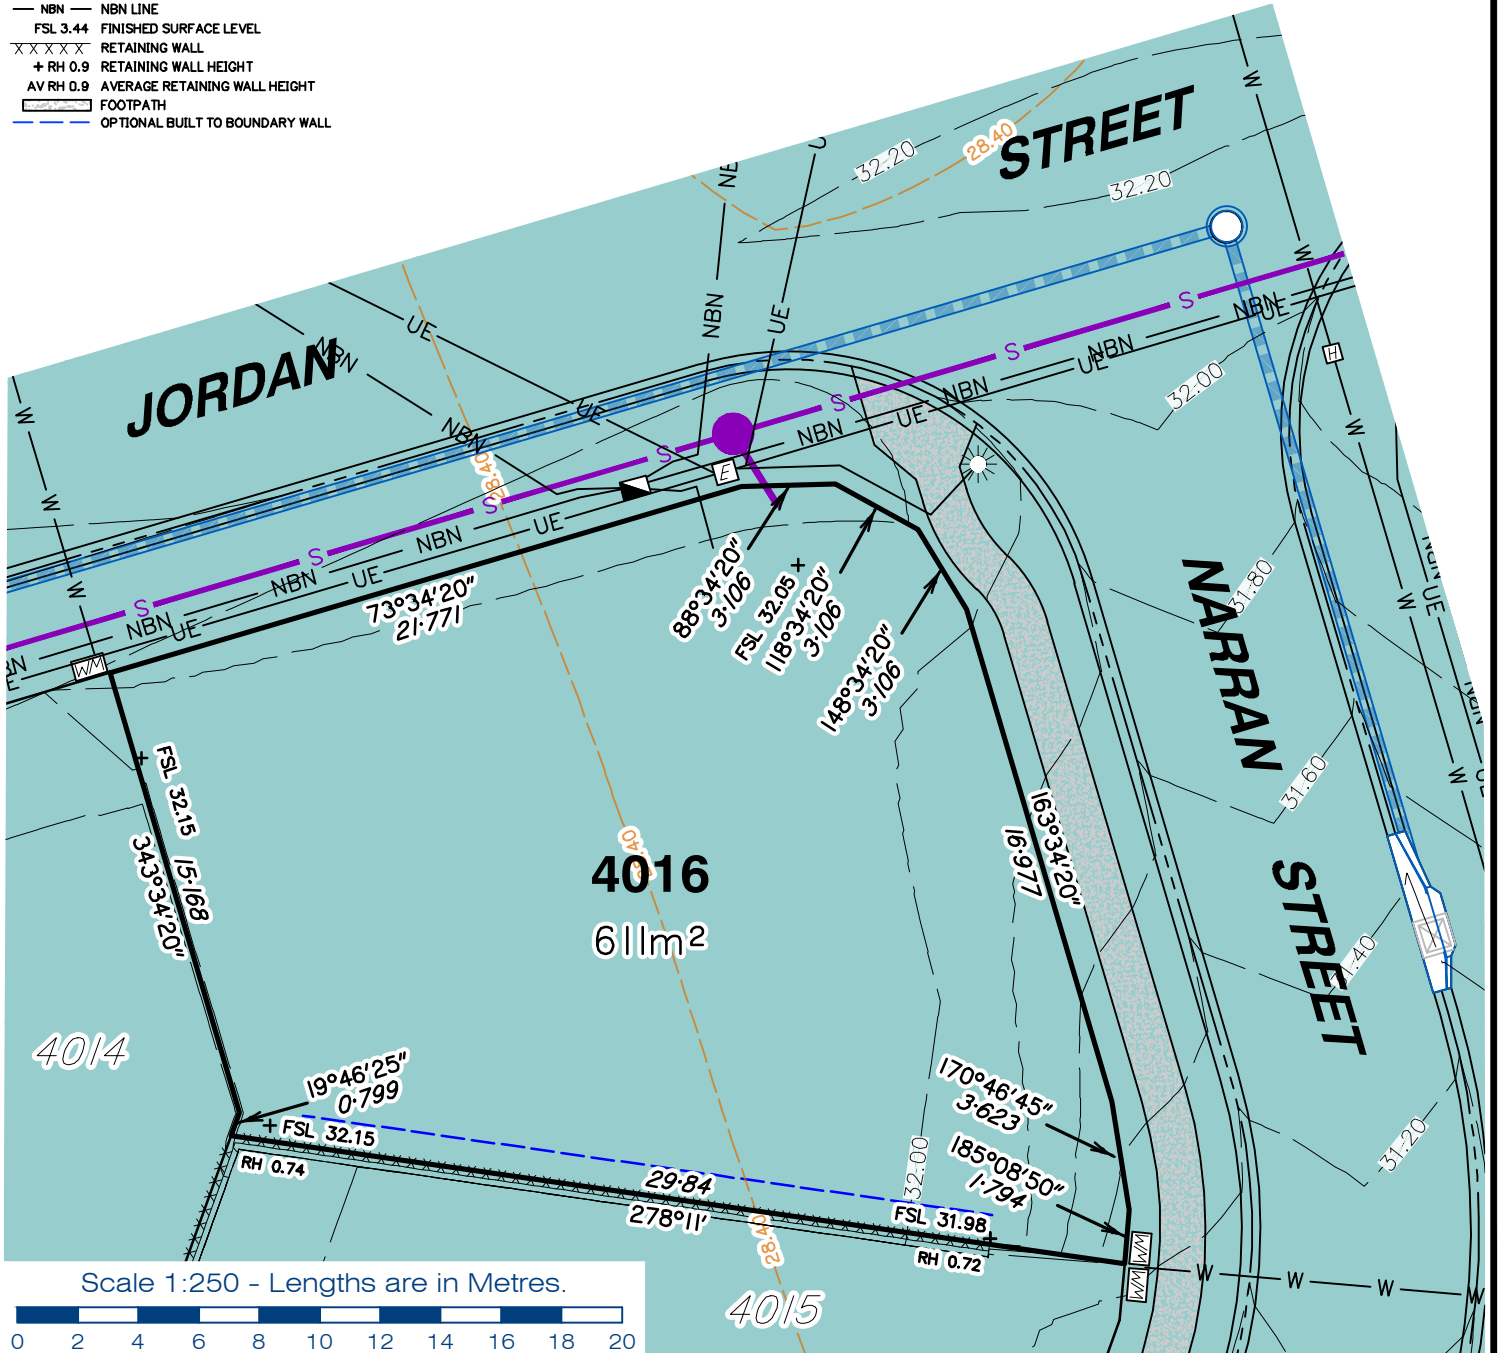 NBN NBN LINE
FSL 3.44 FINISHED SURFACE LEVEL
X X X X X RETAINING WALL
+ RH 0.9 RETAINING WALL HEIGHT
AV RH 0.9 AVERAGE RETAINING WALL HEIGHT
FOOTPATH
OPTIONAL BUILT TO BOUNDARY WALL
JORDAN STREET
NARRAN STREET
28.40
32.20
32.20
32.00
31.80
31.60
31.20
32.00
28.40
28.40
W
W
W
W
W
W
W
W
W
W
W
W
W
NBN
UE
NBN
UE
NBN
UE
NBN
UE
S
S
S
S
S
S
S
S
NBN
UE
NBN
UE
NBN
UE
NBN
UE
NBN
UE
NBN
UE
NBN
UE
NBN
UE
E
H
WM
73°34'20"
21·771
88°34'20"
3·106
FSL 32.05
118°34'20"
3·106
148°34'20"
3·106
163°34'20"
16·977
FSL 32.15
15·168
343°34'20"
4016
611m²
4014
19°46'25"
0·799
FSL 32.15
RH 0.74
29·84
278°11'
170°46'45"
3·623
185°08'50"
1·794
FSL 31.98
RH 0.72
WM
WM
4015
Scale 1:250 - Lengths are in Metres.
0 2 4 6 8 10 12 14 16 18 20